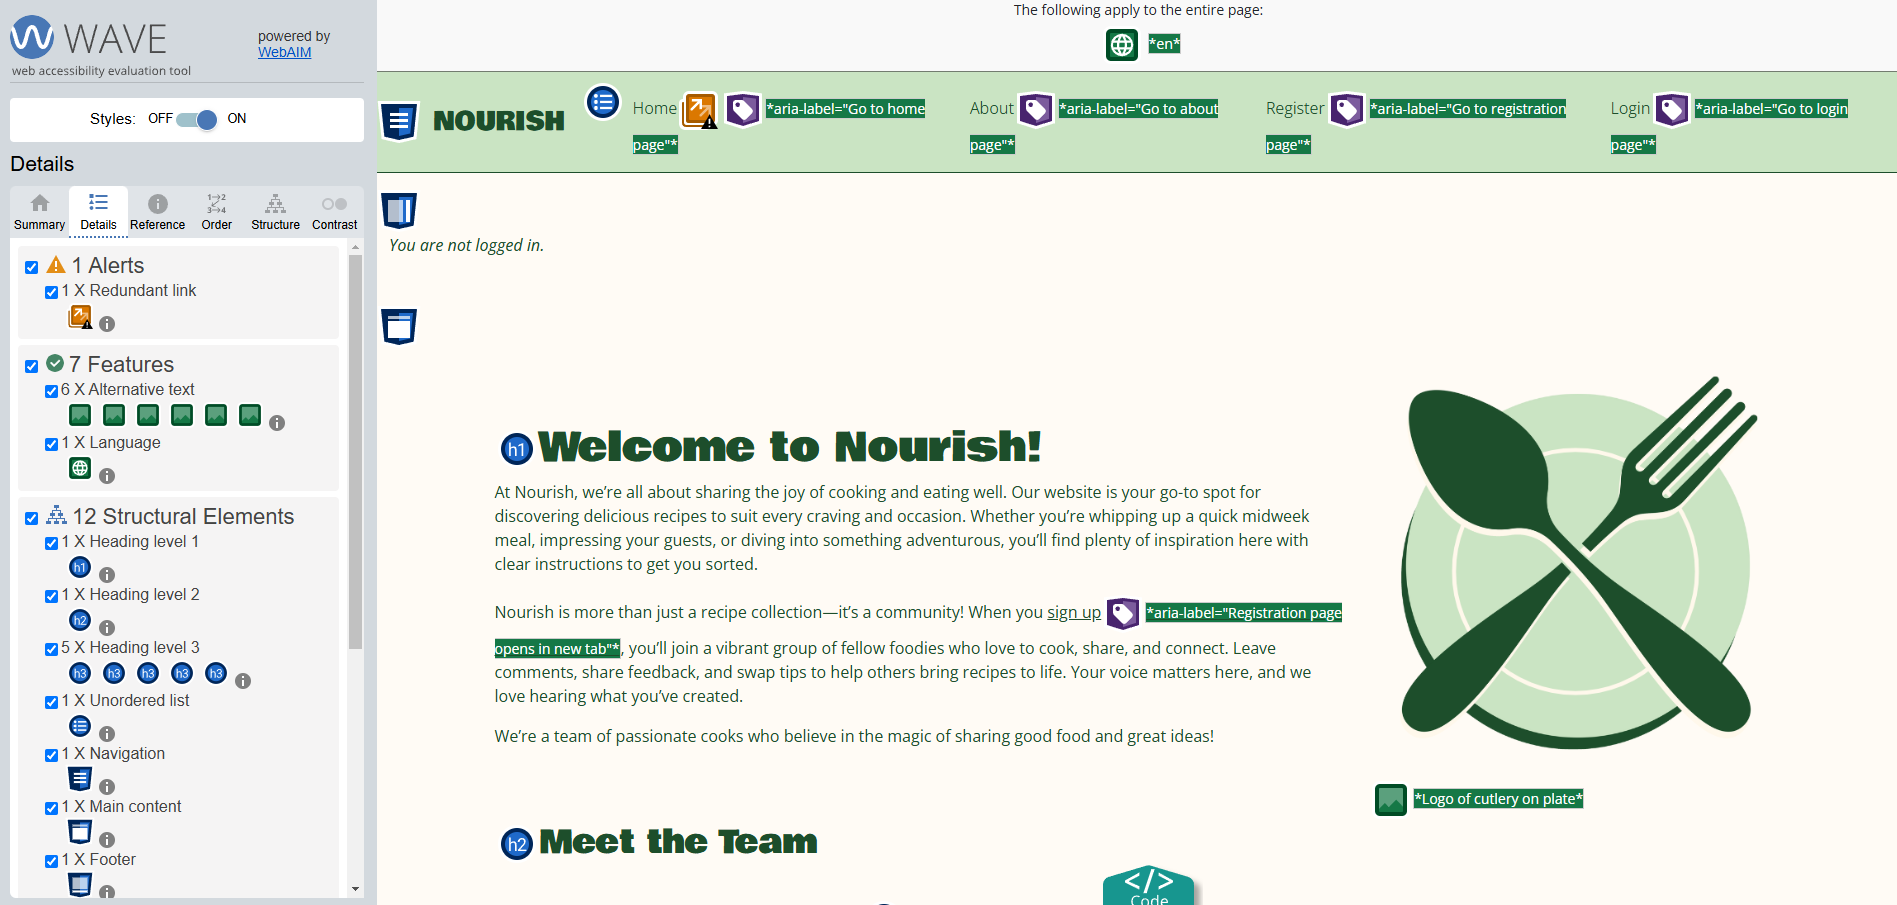 WAVE
web accessibility evaluation tool
powered by
WebAIM
Styles: OFF ON
Details
Summary Details Reference Order Structure Contrast
1 Alerts
1 X Redundant link
7 Features
6 X Alternative text
1 X Language
12 Structural Elements
1 X Heading level 1
h1
1 X Heading level 2
h2
5 X Heading level 3
h3 h3 h3 h3 h3
1 X Unordered list
1 X Navigation
1 X Main content
1 X Footer
The following apply to the entire page:
*en*
NOURISH
Home *aria-label="Go to home page"*
About *aria-label="Go to about page"*
Register *aria-label="Go to registration page"*
Login *aria-label="Go to login page"*
You are not logged in.
h1 Welcome to Nourish!
At Nourish, we’re all about sharing the joy of cooking and eating well. Our website is your go-to spot for
discovering delicious recipes to suit every craving and occasion. Whether you’re whipping up a quick midweek
meal, impressing your guests, or diving into something adventurous, you’ll find plenty of inspiration here with
clear instructions to get you sorted.
Nourish is more than just a recipe collection—it’s a community! When you sign up *aria-label="Registration page
opens in new tab"*, you’ll join a vibrant group of fellow foodies who love to cook, share, and connect. Leave
comments, share feedback, and swap tips to help others bring recipes to life. Your voice matters here, and we
love hearing what you’ve created.
We’re a team of passionate cooks who believe in the magic of sharing good food and great ideas!
*Logo of cutlery on plate*
h2 Meet the Team
</> Code